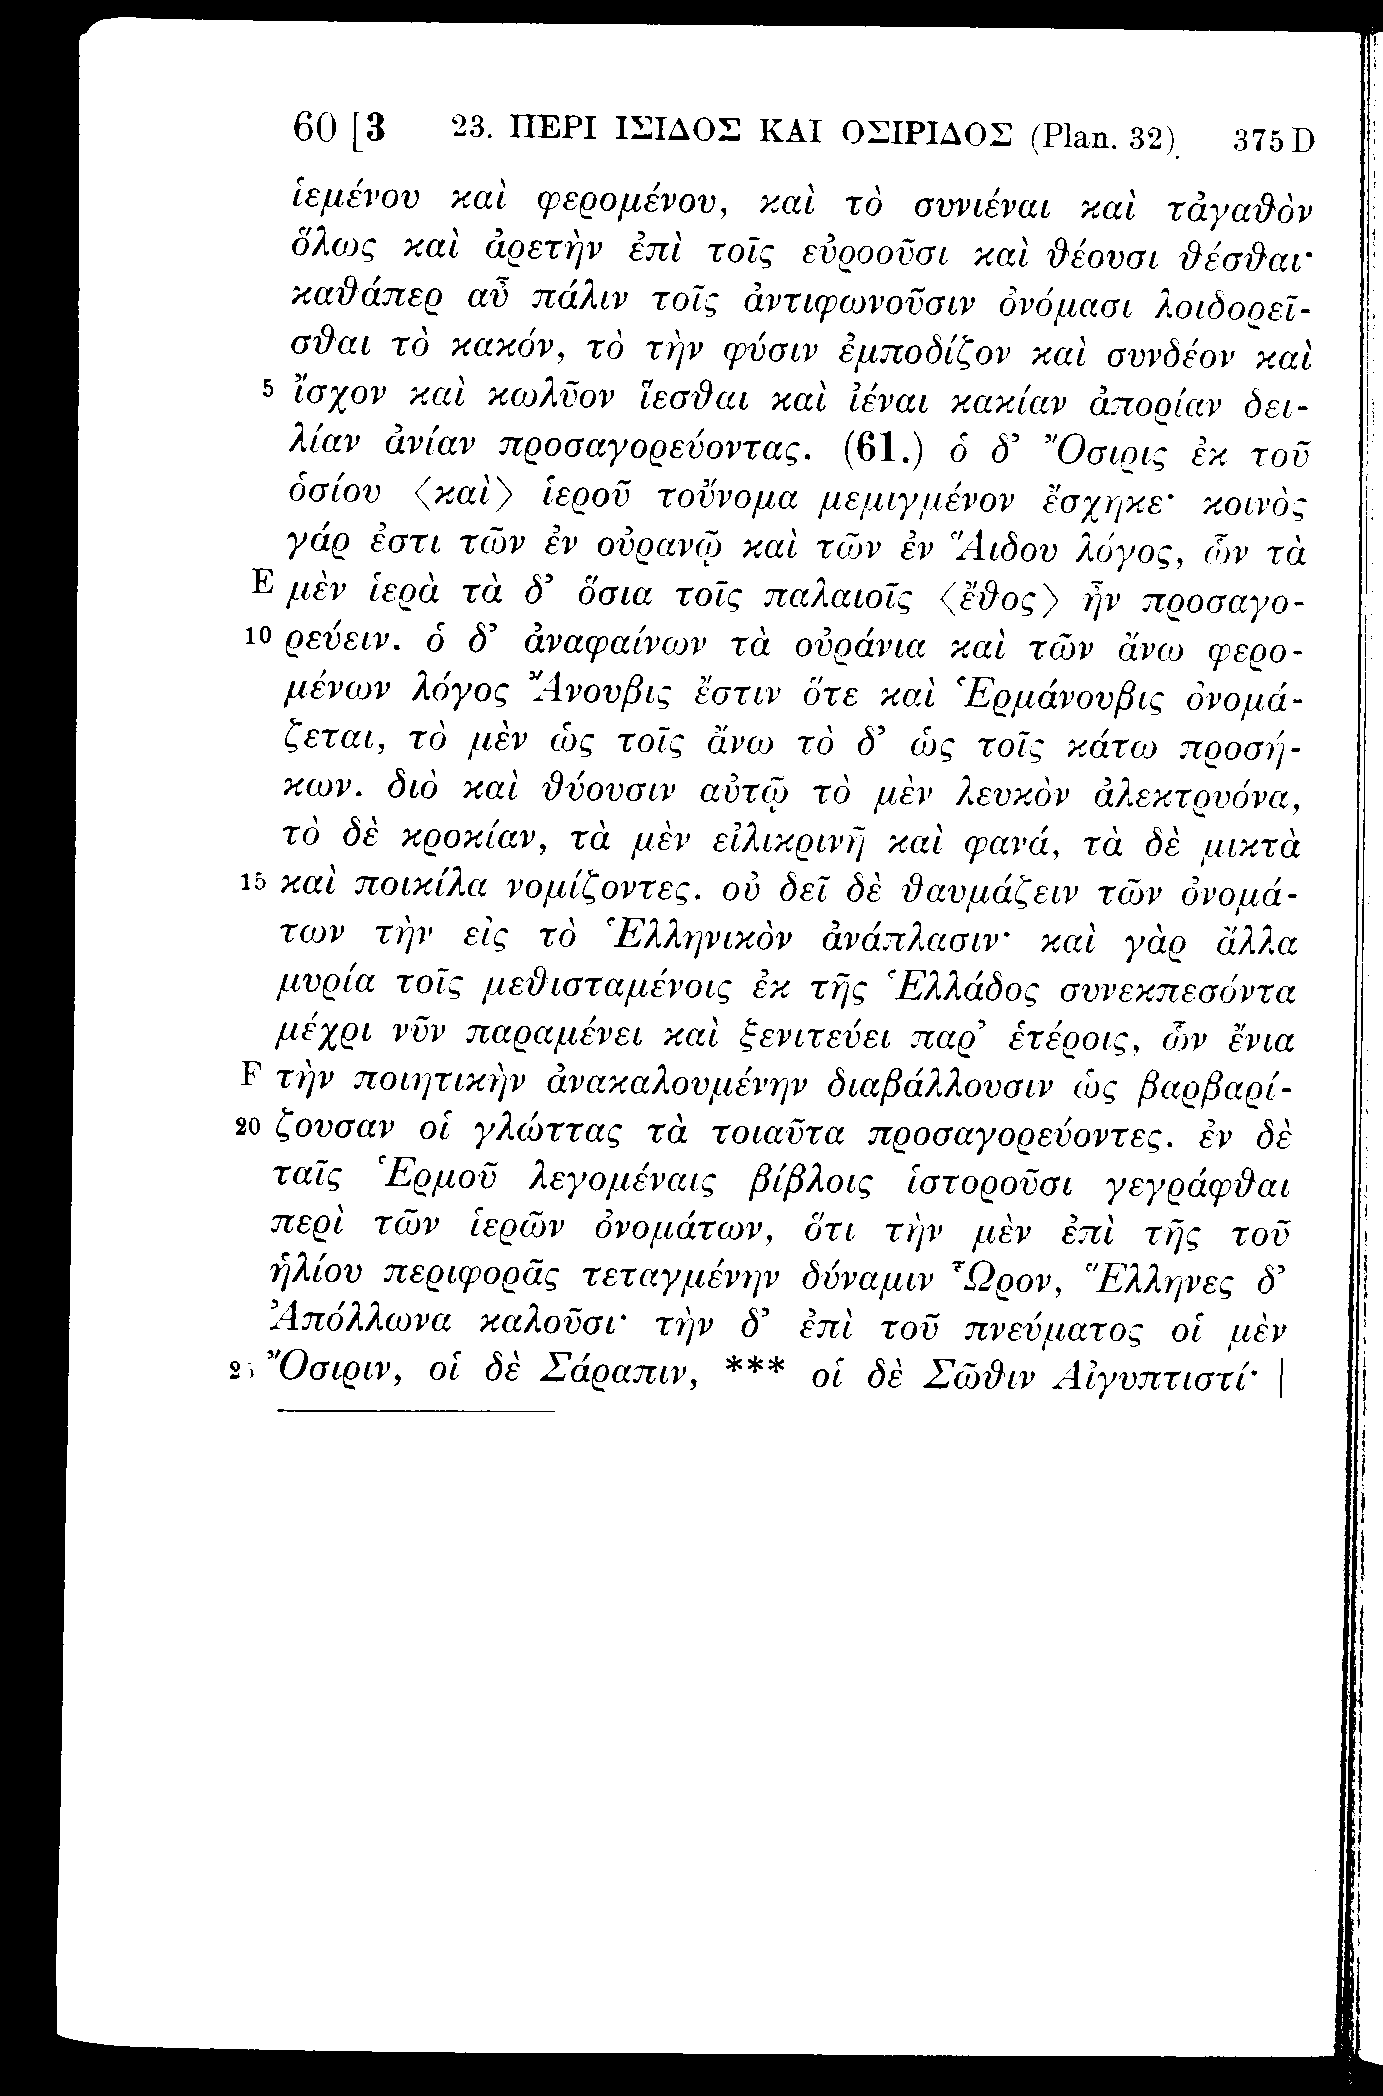 60 [3 23. ΠΕΡΙ ΙΣΙΔΟΣ ΚΑΙ ΟΣΙΡΙΔΟΣ (Plan. 32) 375 D
ἱεμένου καὶ φερομένου, καὶ τὸ συνιέναι καὶ τἀγαθὸν
ὅλως καὶ ἀρετὴν ἐπὶ τοῖς εὐροοῦσι καὶ θέουσι θέσθαι·
καθάπερ αὖ πάλιν τοῖς ἀντιφωνοῦσιν ὀνόμασι λοιδορεῖ-
σθαι τὸ κακόν, τὸ τὴν φύσιν ἐμποδίζον καὶ συνδέον καὶ
5 ἴσχον καὶ κωλῦον ἵεσθαι καὶ ἰέναι κακίαν ἀπορίαν δει-
λίαν ἀνίαν προσαγορεύοντας. (61.) ὁ δ’ Ὄσιρις ἐκ τοῦ
ὁσίου ⟨καὶ⟩ ἱεροῦ τοὔνομα μεμιγμένον ἔσχηκε· κοινὸς
γάρ ἐστι τῶν ἐν οὐρανῷ καὶ τῶν ἐν Ἅιδου λόγος, ὧν τὰ
E μὲν ἱερὰ τὰ δ’ ὅσια τοῖς παλαιοῖς ⟨ἔθος⟩ ἦν προσαγο-
10 ρεύειν. ὁ δ’ ἀναφαίνων τὰ οὐράνια καὶ τῶν ἄνω φερο-
μένων λόγος Ἄνουβις ἔστιν ὅτε καὶ Ἑρμάνουβις ὀνομά-
ζεται, τὸ μὲν ὡς τοῖς ἄνω τὸ δ’ ὡς τοῖς κάτω προσή-
κων. διὸ καὶ θύουσιν αὐτῷ τὸ μὲν λευκὸν ἀλεκτρυόνα,
τὸ δὲ κροκίαν, τὰ μὲν εἰλικρινῆ καὶ φανά, τὰ δὲ μικτὰ
15 καὶ ποικίλα νομίζοντες. οὐ δεῖ δὲ θαυμάζειν τῶν ὀνομά-
των τὴν εἰς τὸ Ἑλληνικὸν ἀνάπλασιν· καὶ γὰρ ἄλλα
μυρία τοῖς μεθισταμένοις ἐκ τῆς Ἑλλάδος συνεκπεσόντα
μέχρι νῦν παραμένει καὶ ξενιτεύει παρ’ ἑτέροις, ὧν ἔνια
F τὴν ποιητικὴν ἀνακαλουμένην διαβάλλουσιν ὡς βαρβαρί-
20 ζουσαν οἱ γλώττας τὰ τοιαῦτα προσαγορεύοντες. ἐν δὲ
ταῖς Ἑρμοῦ λεγομέναις βίβλοις ἱστοροῦσι γεγράφθαι
περὶ τῶν ἱερῶν ὀνομάτων, ὅτι τὴν μὲν ἐπὶ τῆς τοῦ
ἡλίου περιφορᾶς τεταγμένην δύναμιν Ὧρον, Ἕλληνες δ’
Ἀπόλλωνα καλοῦσι· τὴν δ’ ἐπὶ τοῦ πνεύματος οἱ μὲν
25 Ὄσιριν, οἱ δὲ Σάραπιν, *** οἱ δὲ Σῶθιν Αἰγυπτιστί· |